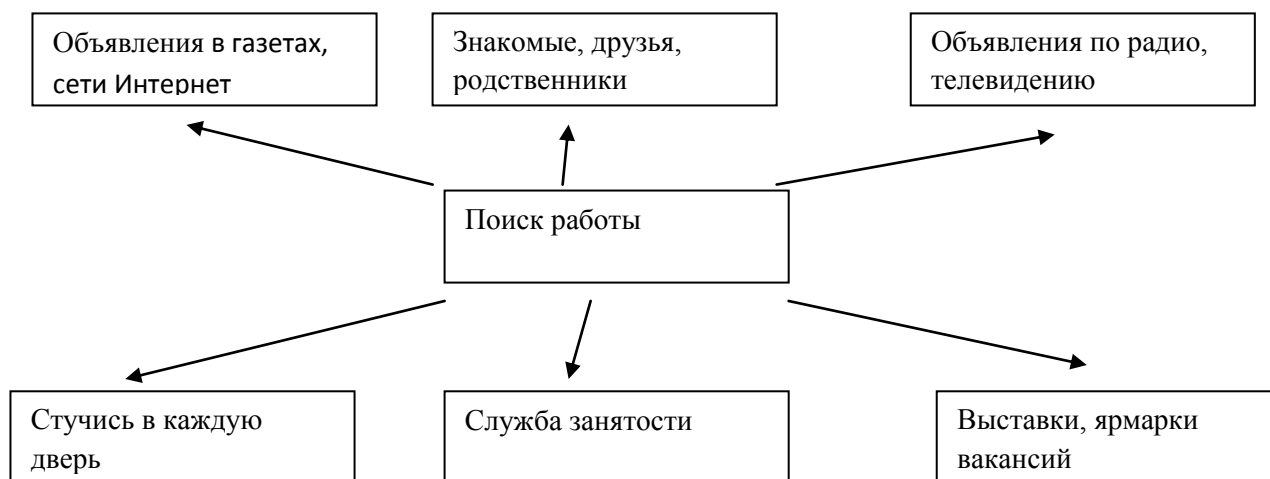 Объявления в газетах,
сети Интернет
Знакомые, друзья,
родственники
Объявления по радио,
телевидению
Поиск работы
Стучись в каждую
дверь
Служба занятости
Выставки, ярмарки
вакансий